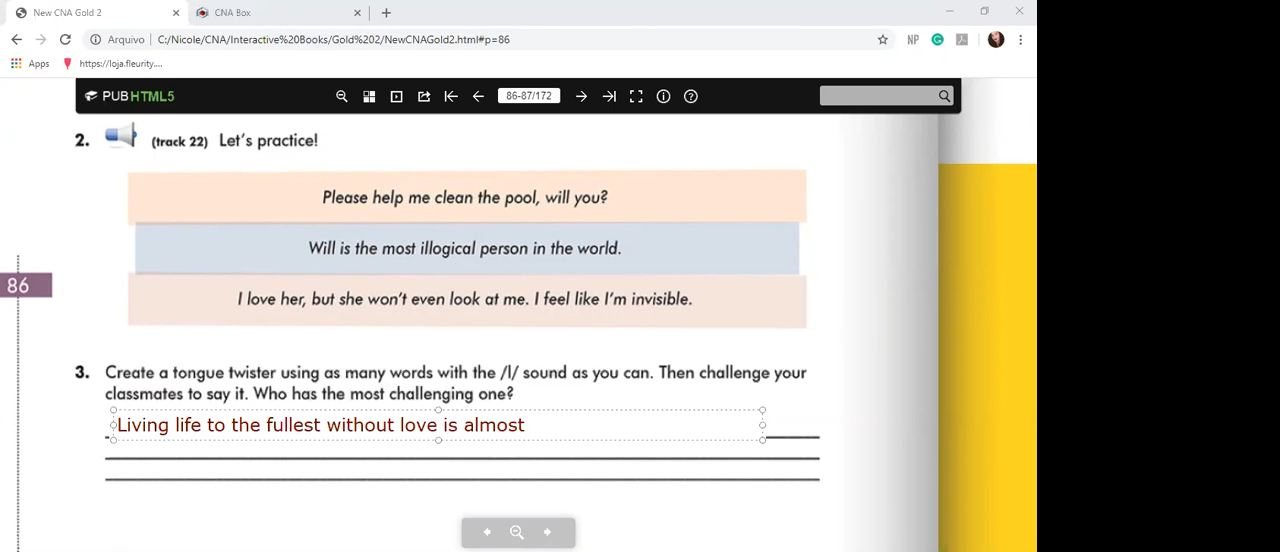 New CNA Gold 2
CNA Box
Arquivo C:/Nicole/CNA/Interactive%20Books/Gold%202/NewCNAGold2.html#p=86
NP
Apps https://loja.fleurity....
PUBHTML5
86-87/172
2. (track 22) Let's practice!
Please help me clean the pool, will you?
Will is the most illogical person in the world.
I love her, but she won't even look at me. I feel like I'm invisible.
86
3. Create a tongue twister using as many words with the /l/ sound as you can. Then challenge your
classmates to say it. Who has the most challenging one?
Living life to the fullest without love is almost